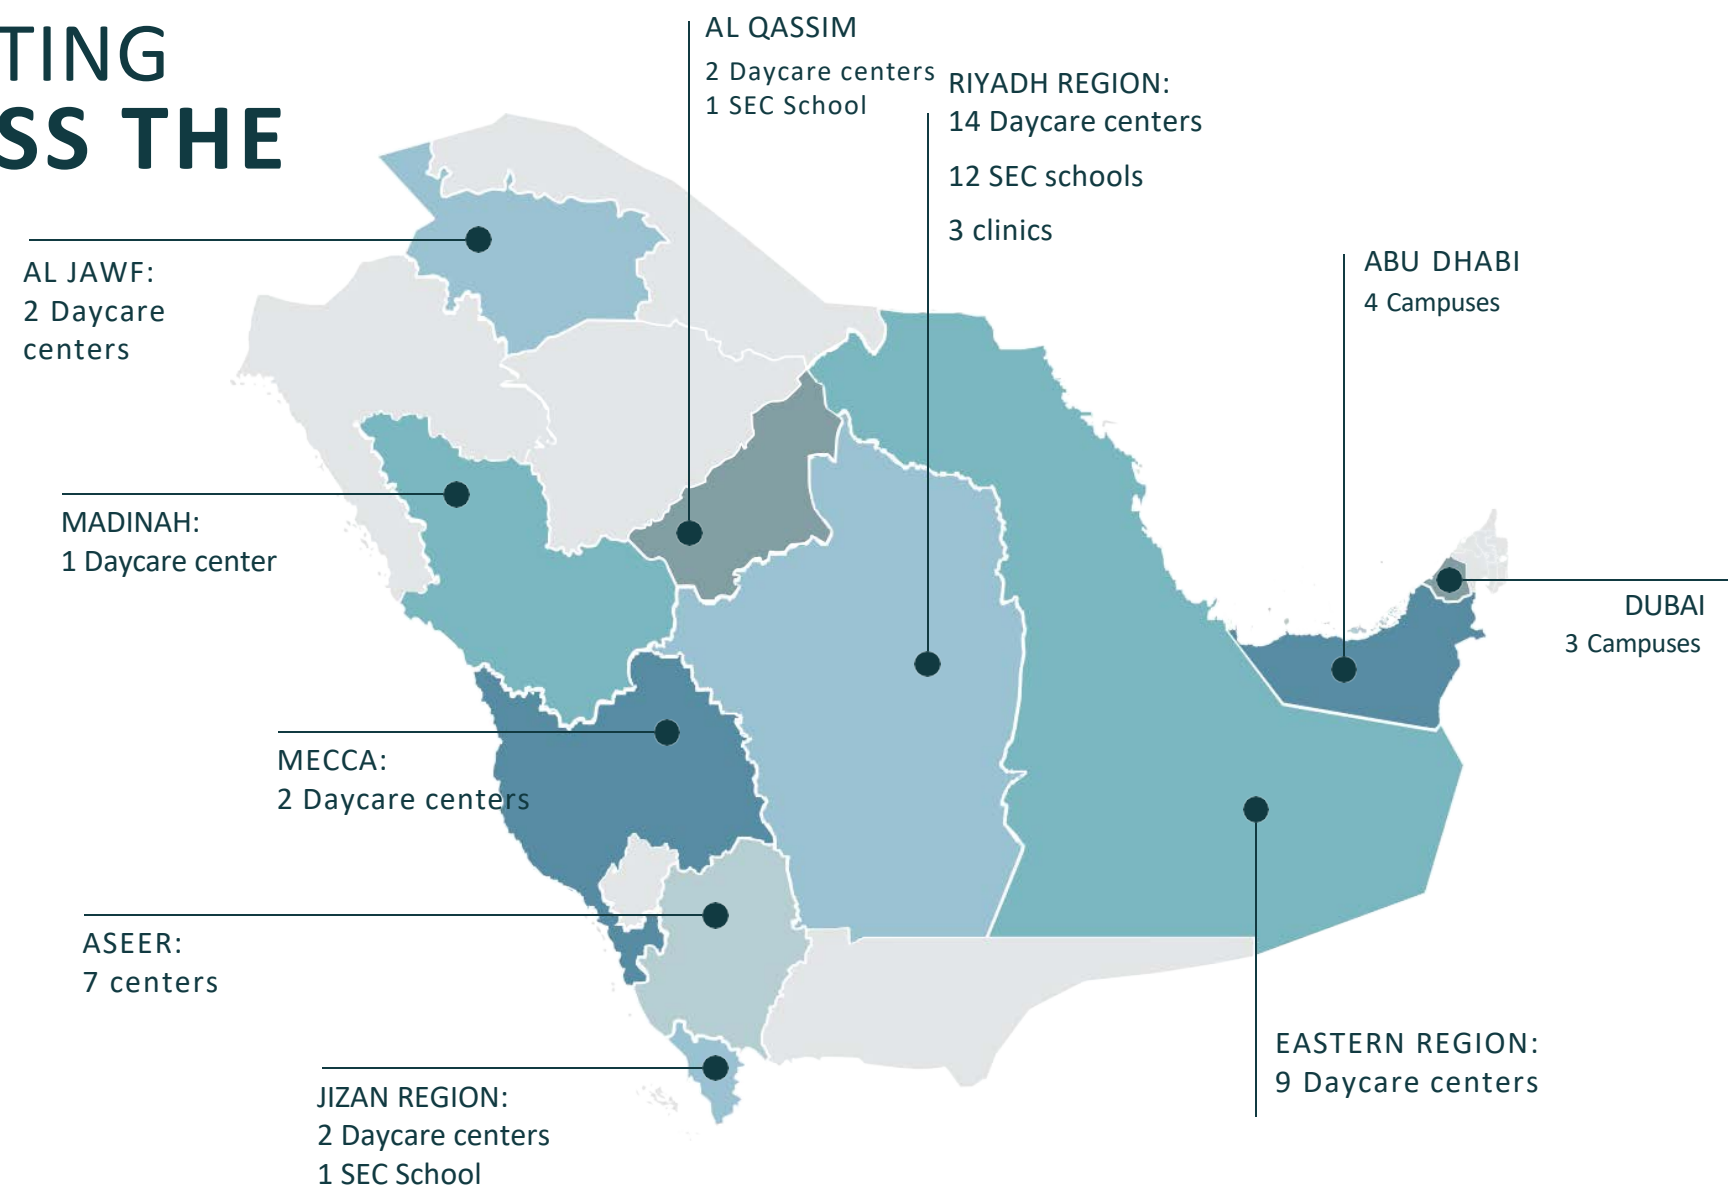 TING
SS THE
AL QASSIM
2 Daycare centers
1 SEC School
RIYADH REGION:
14 Daycare centers
12 SEC schools
3 clinics
AL JAWF:
2 Daycare
centers
ABU DHABI
4 Campuses
MADINAH:
1 Daycare center
DUBAI
3 Campuses
MECCA:
2 Daycare centers
ASEER:
7 centers
EASTERN REGION:
9 Daycare centers
JIZAN REGION:
2 Daycare centers
1 SEC School